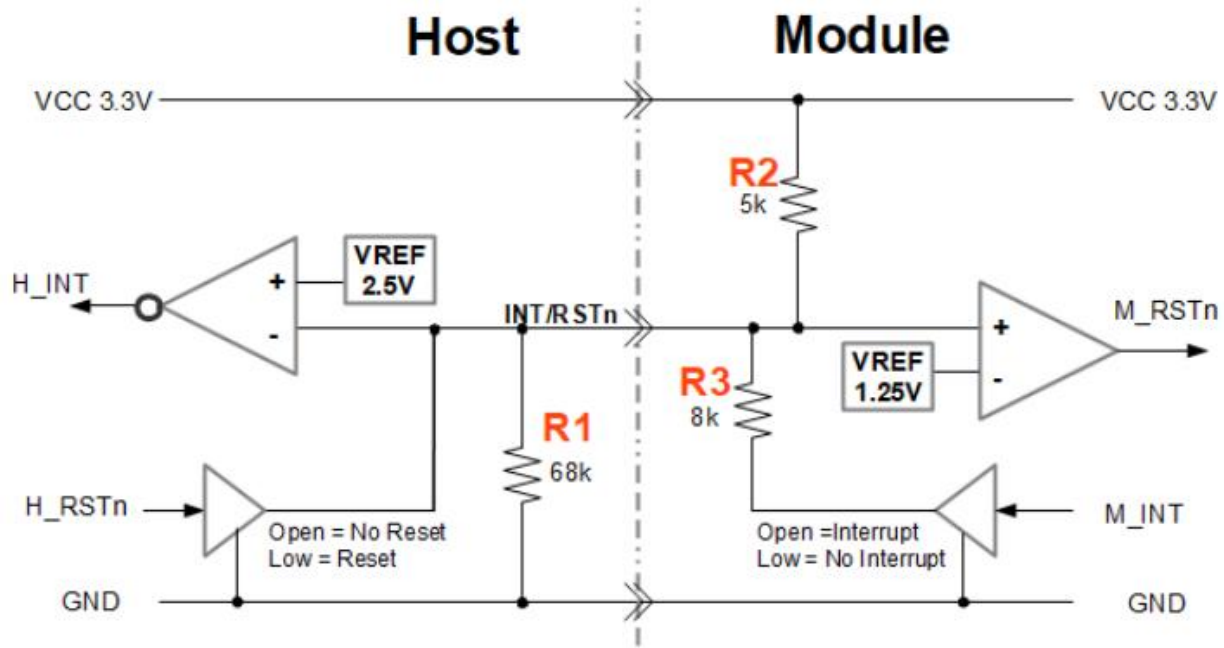 Host
Module
VCC 3.3V
VCC 3.3V
R2
5k
H_INT
+
-
VREF
2.5V
INT/RSTn
+
-
M_RSTn
VREF
1.25V
R3
8k
R1
68k
H_RSTn
Open = No Reset
Low = Reset
Open =Interrupt
Low = No Interrupt
M_INT
GND
GND